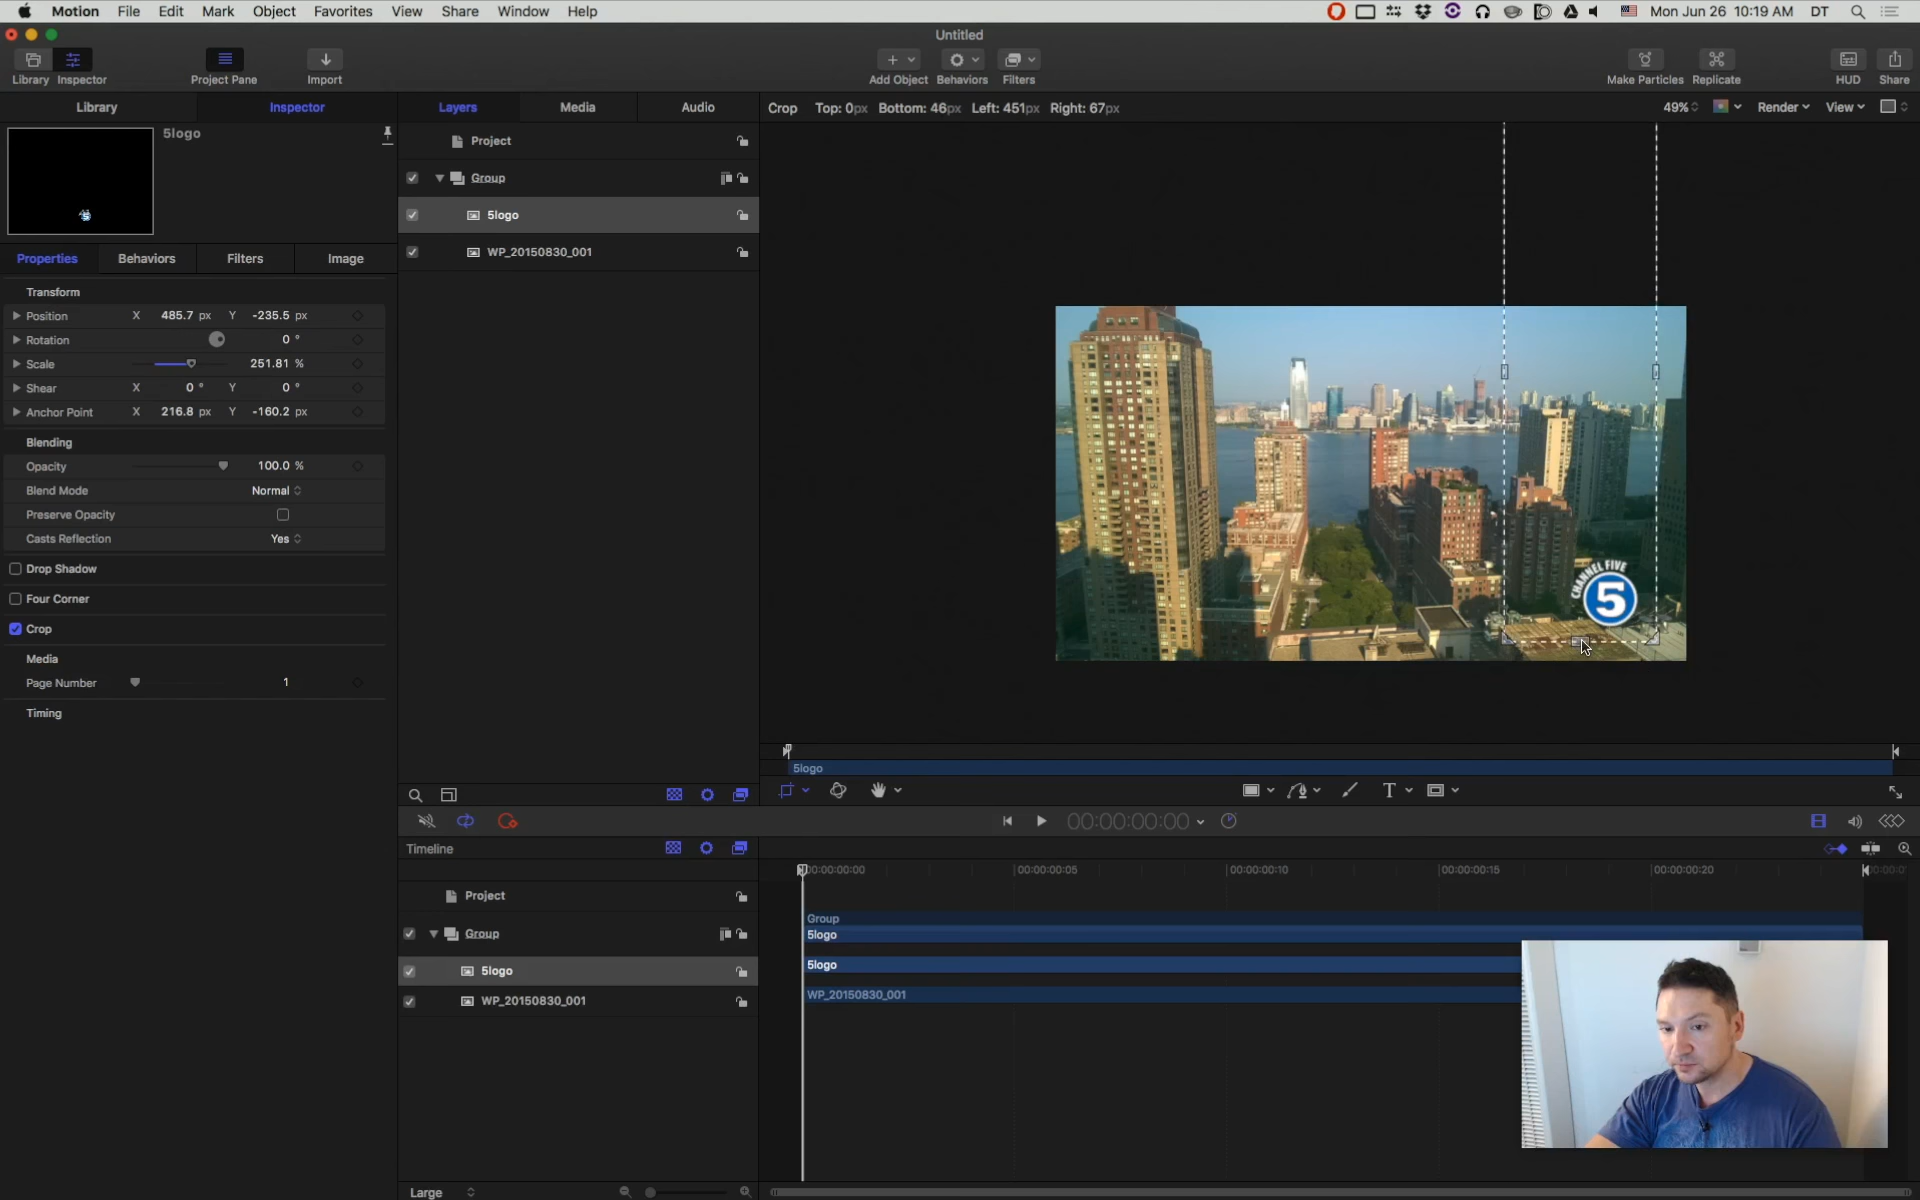 Motion File Edit Mark Object Favorites View Share Window Help Mon Jun 26 10:19 AM DT
Untitled
Library Inspector Project Pane Import Add Object Behaviors Filters Make Particles Replicate HUD Share
Library Inspector Layers Media Audio Crop Top: 0px Bottom: 46px Left: 451px Right: 67px 49% Render View
5logo
Project
Group
5logo
WP_20150830_001
Properties Behaviors Filters Image
Transform
Position X 485.7 px Y -235.5 px
Rotation 0 °
Scale 251.81 %
Shear X 0 ° Y 0 °
Anchor Point X 216.8 px Y -160.2 px
Blending
Opacity 100.0 %
Blend Mode Normal
Preserve Opacity
Casts Reflection Yes
Drop Shadow
Four Corner
Crop
Media
Page Number 1
Timing
CHANNEL FIVE
5
5logo
T
00:00:00:00
Timeline
00:00:00:00 00:00:00:05 00:00:00:10 00:00:00:15 00:00:00:20
Project
Group
5logo
WP_20150830_001
Group
5logo
5logo
WP_20150830_001
Large